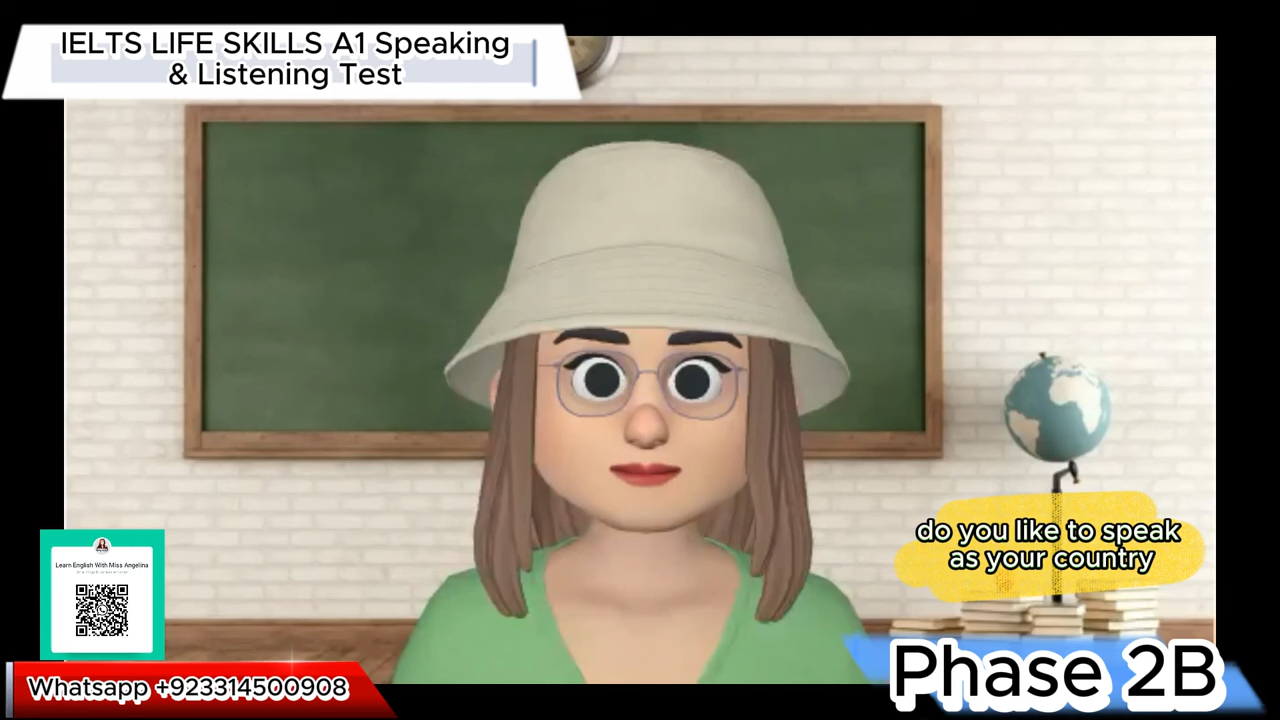 IELTS LIFE SKILLS A1 Speaking
& Listening Test
do you like to speak
as your country
Learn English With Miss Angelina
Phase 2B
Whatsapp +923314500908